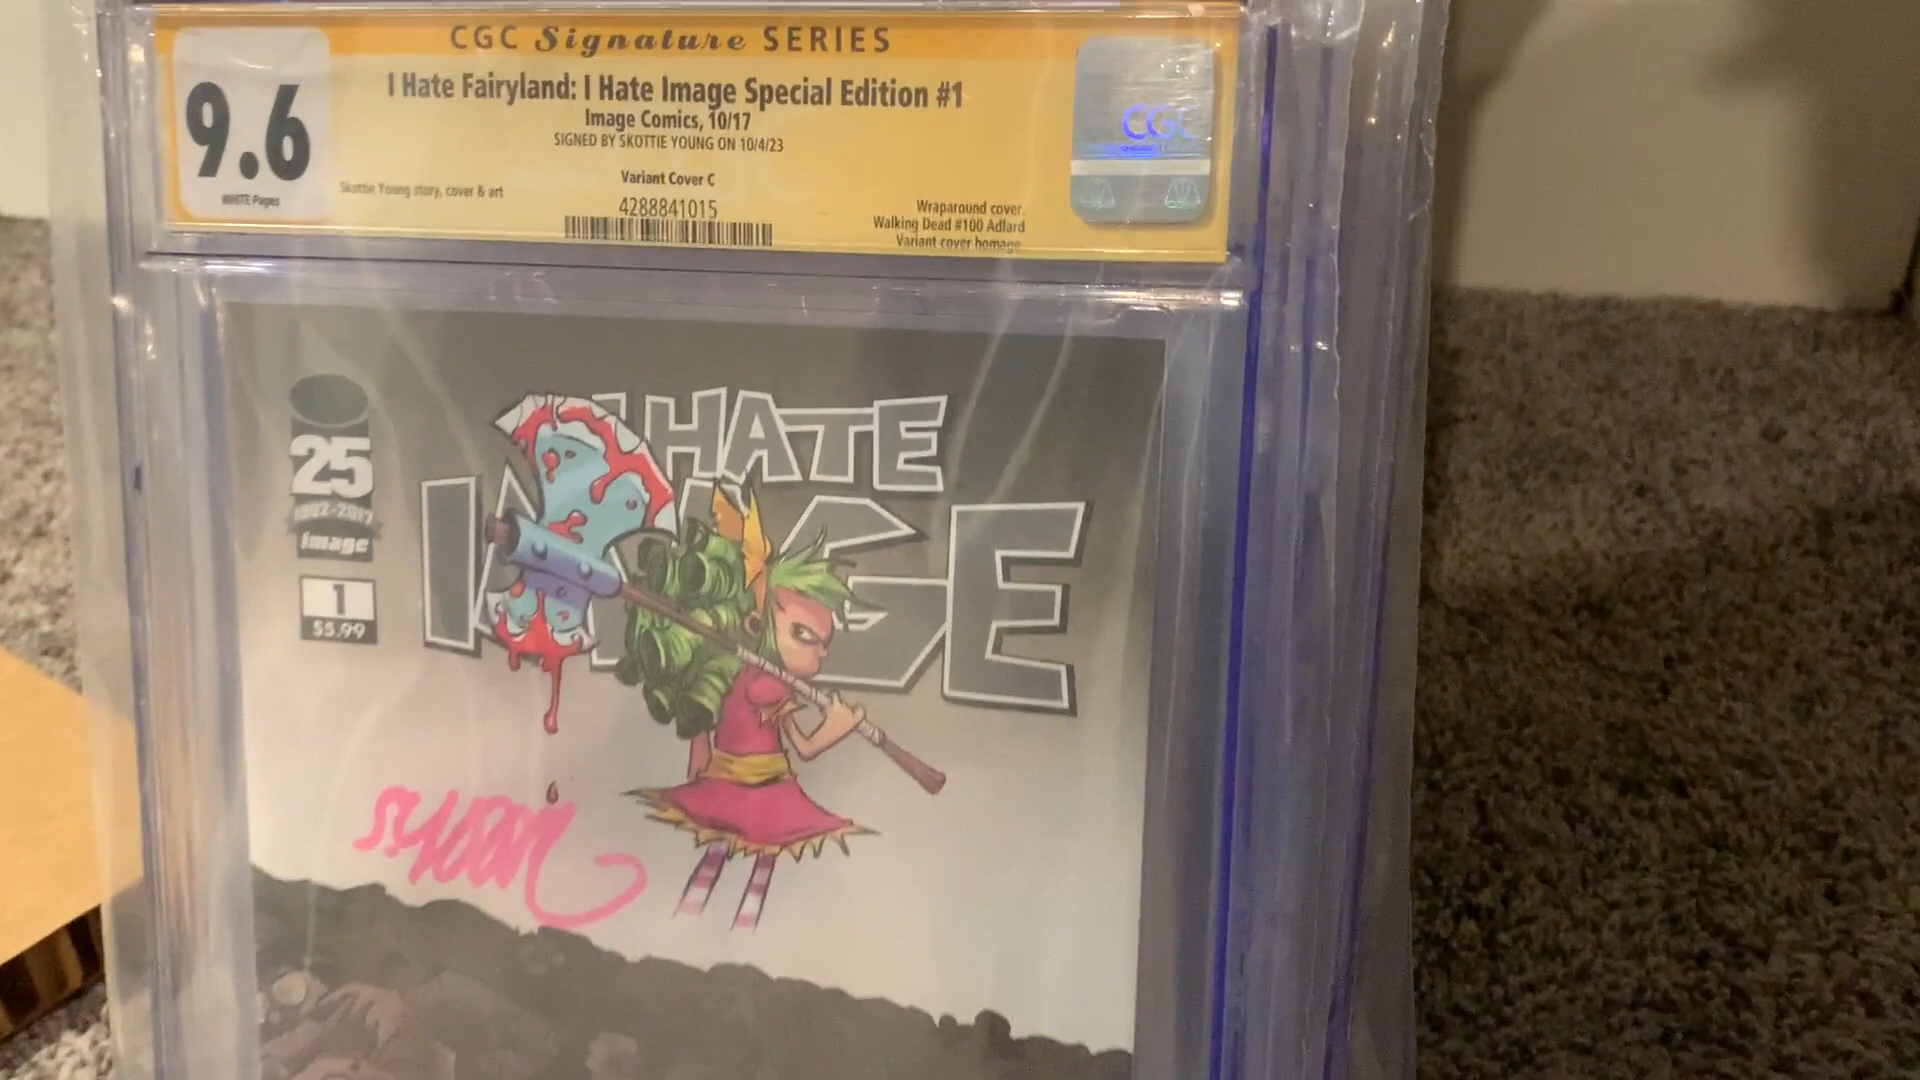 CGC Signature SERIES
9.6
WHITE Pages
I Hate Fairyland: I Hate Image Special Edition #1
Image Comics, 10/17
SIGNED BY SKOTTIE YOUNG ON 10/4/23
Skottie Young story, cover & art
Variant Cover C
4288841015
Wraparound cover.
Walking Dead #100 Adlard
Variant cover homage
CGC
I HATE
IMAGE
25
1992-2017
image
1
$5.99